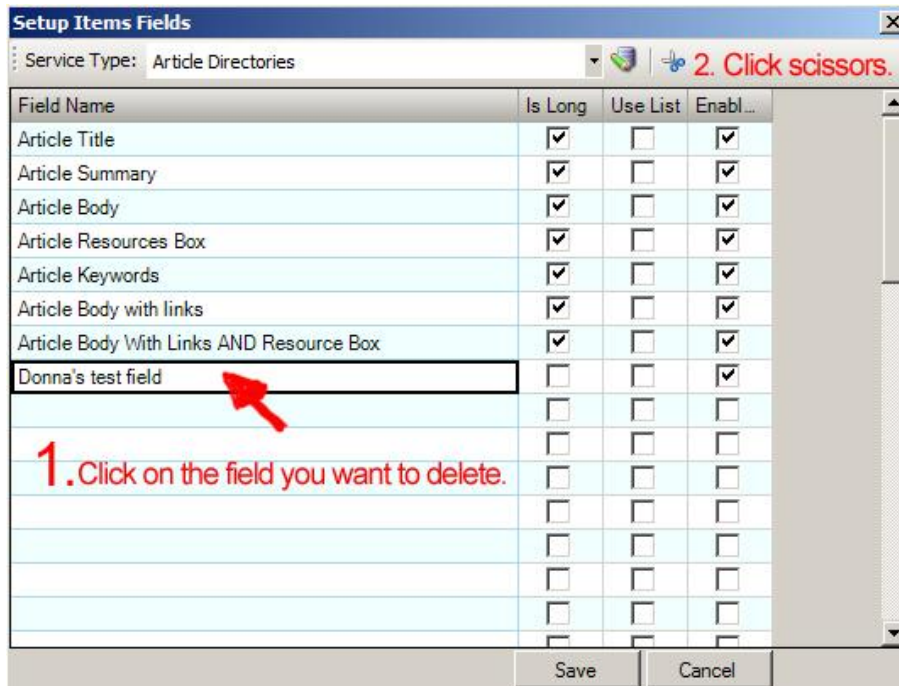 Setup Items Fields
Service Type: Article Directories
2. Click scissors.
Field Name Is Long Use List Enabl...
Article Title
Article Summary
Article Body
Article Resources Box
Article Keywords
Article Body with links
Article Body With Links AND Resource Box
Donna's test field
1. Click on the field you want to delete.
Save Cancel